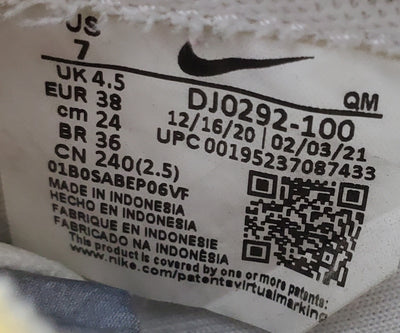 US
7
UK 4.5
EUR 38
cm 24
BR 36
CN 240(2.5)
01B0SABEP06VF
QM
DJ0292-100
12/16/20 | 02/03/21
UPC 00195237087433
MADE IN INDONESIA
HECHO EN INDONESIA
FABRIQUE EN INDONESIE
FABRICADO NA INDONÉSIA
This product is covered by one or more patents:
www.nike.com/patentsvirtualmarking